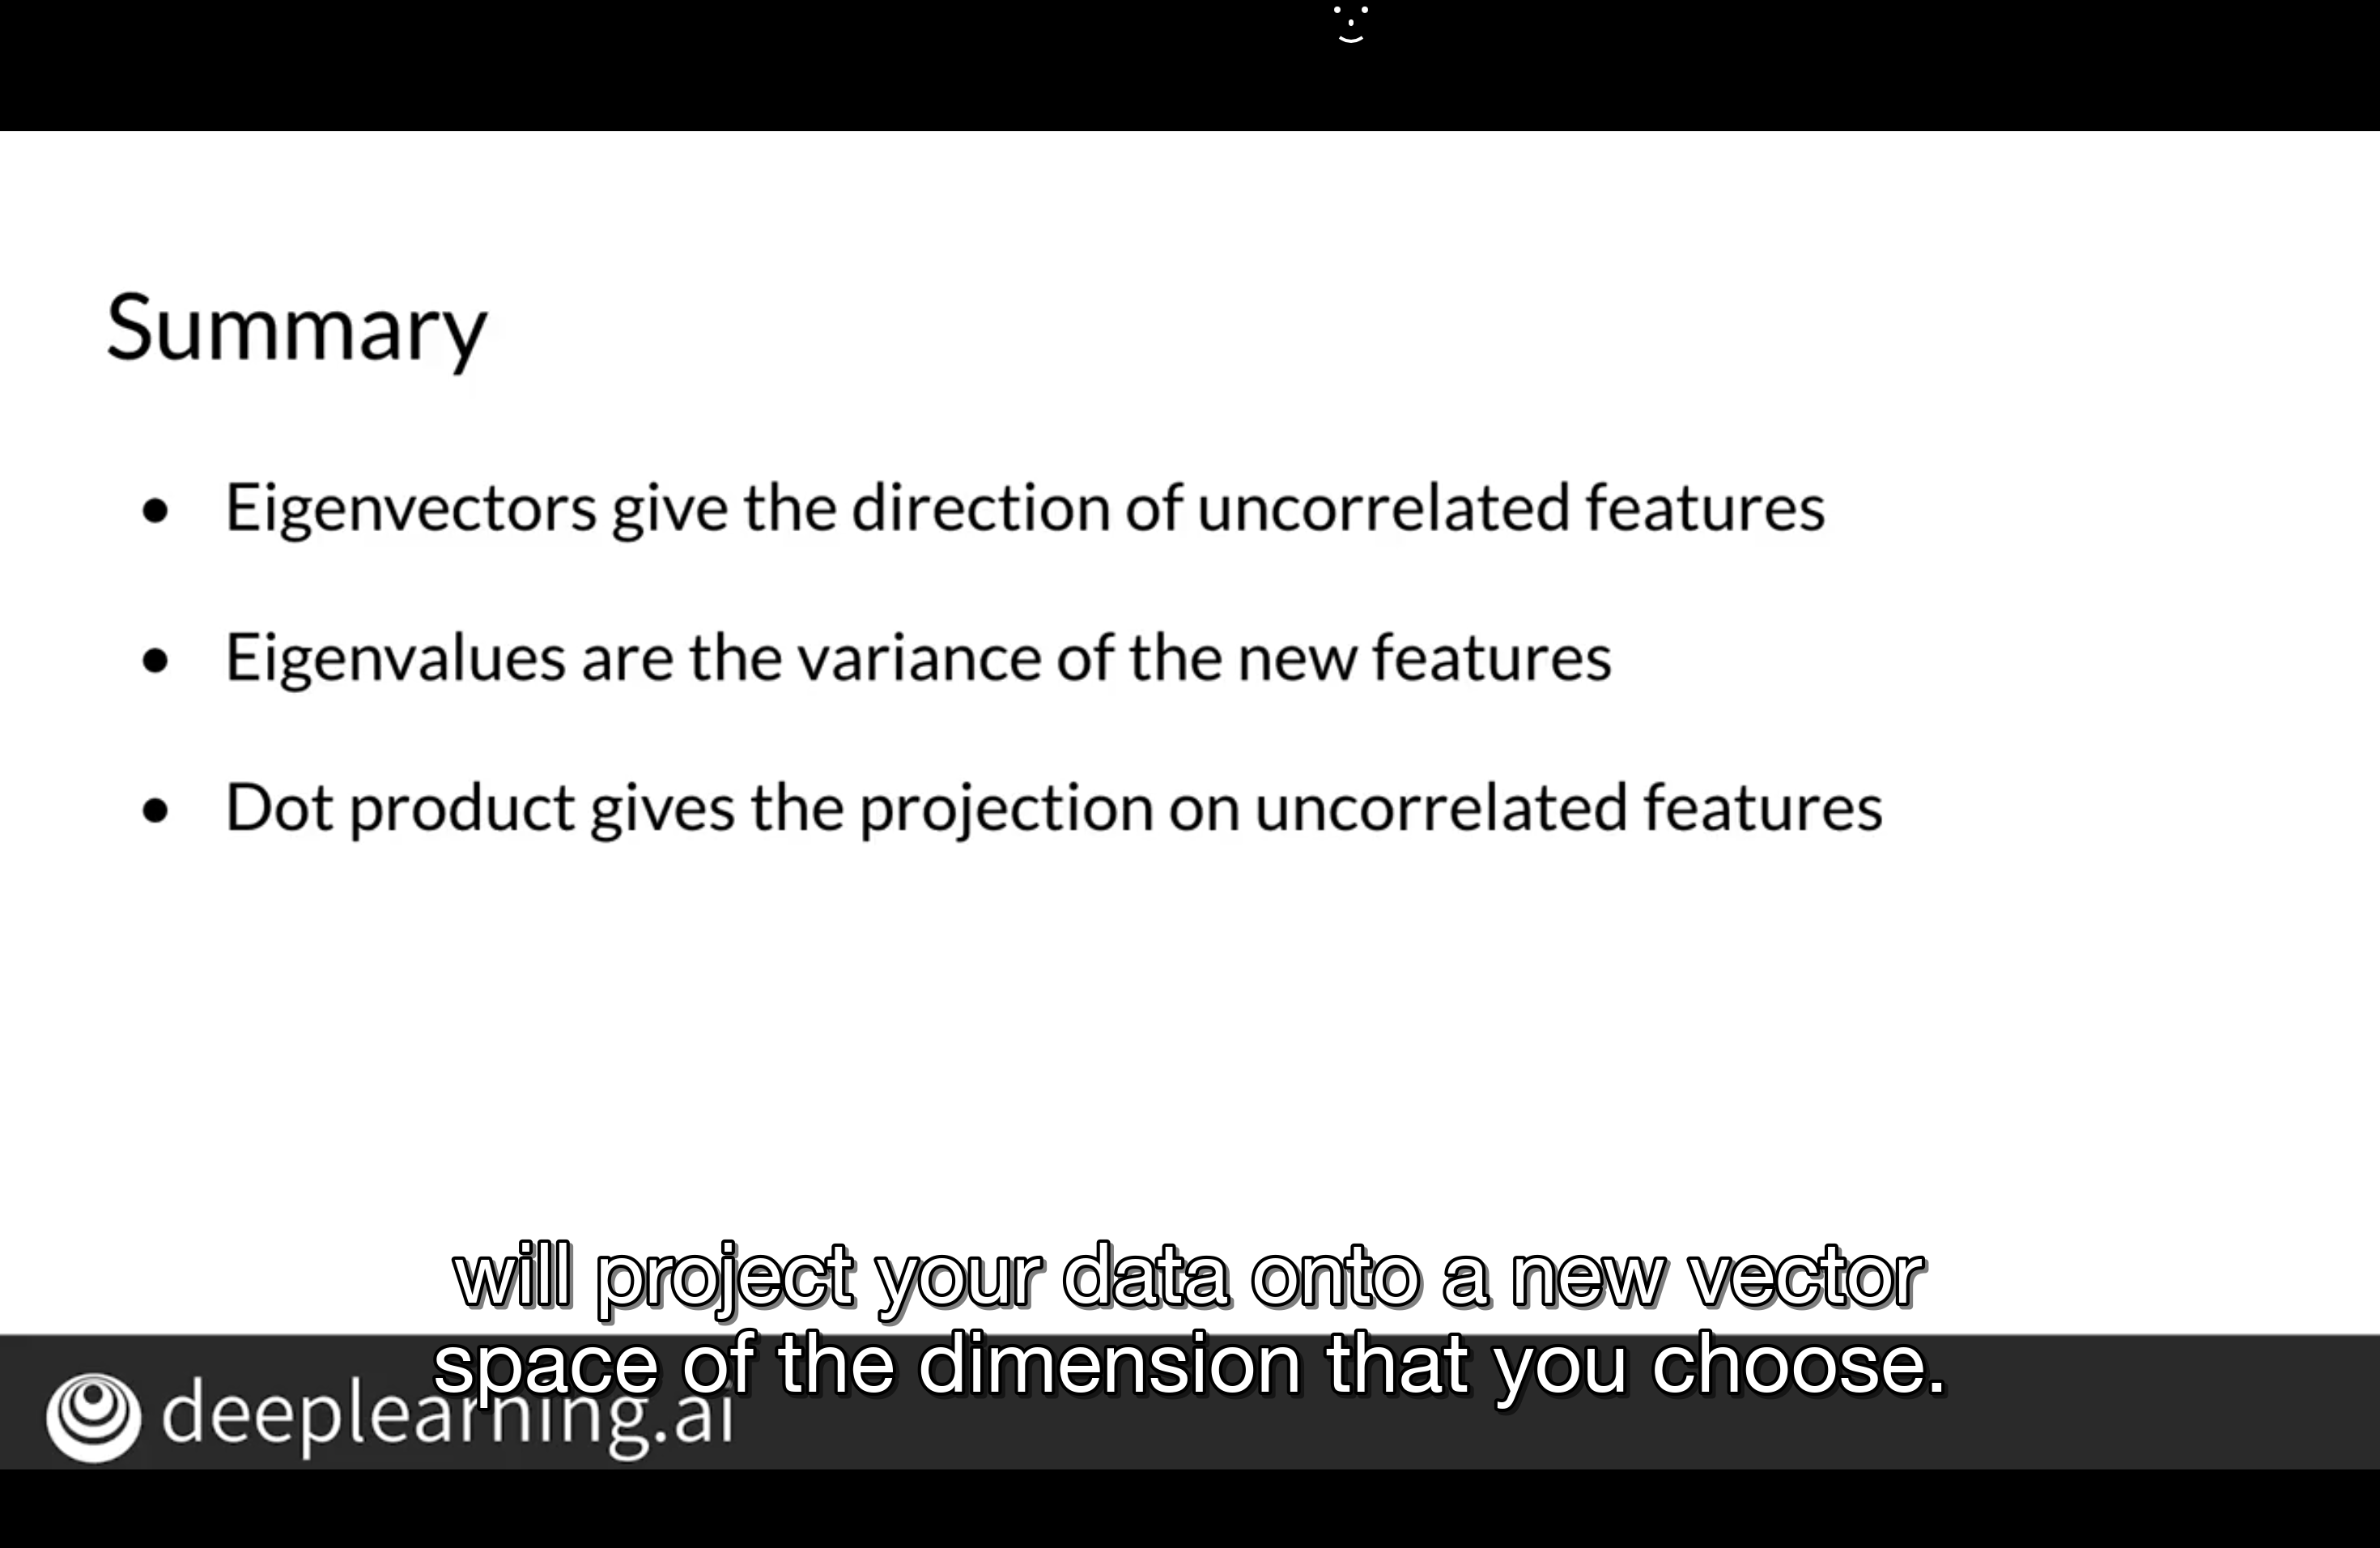 Summary
Eigenvectors give the direction of uncorrelated features
Eigenvalues are the variance of the new features
Dot product gives the projection on uncorrelated features
will project your data onto a new vector
space of the dimension that you choose.
deeplearning.ai